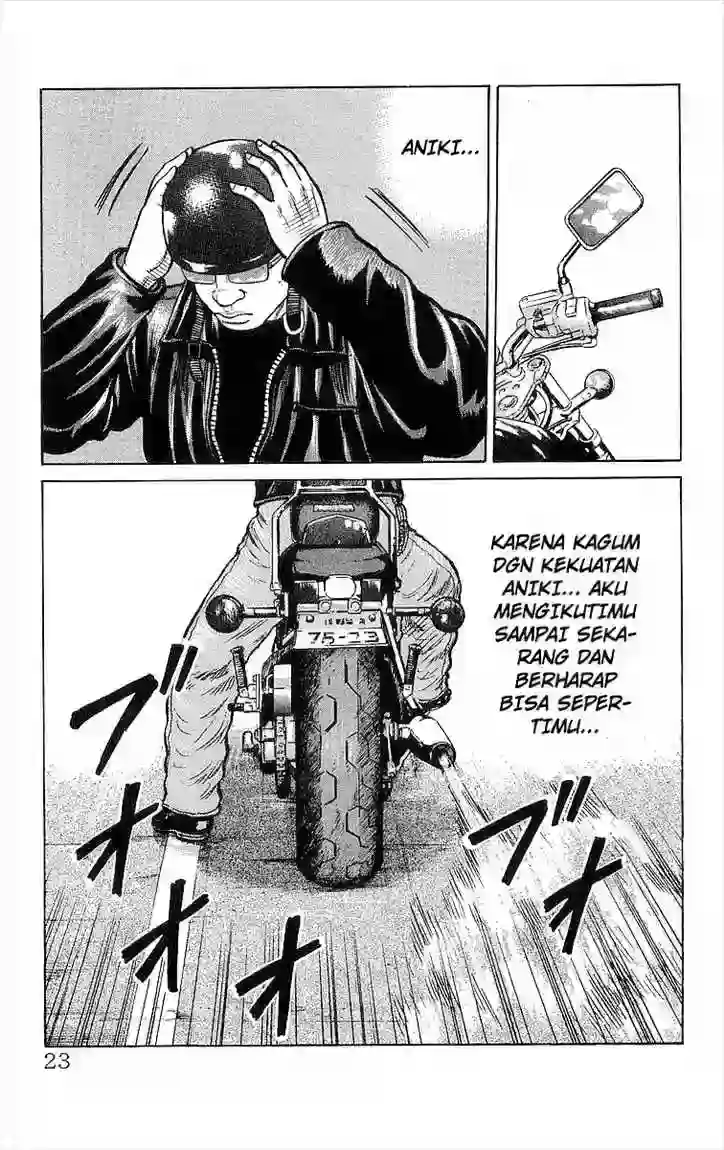 ANIKI...
KARENA KAGUM
DGN KEKUATAN
ANIKI... AKU
MENGIKUTIMU
SAMPAI SEKA-
RANG DAN
BERHARAP
BISA SEPER-
TIMU...
75-23
ブオオオン
ブオ
23